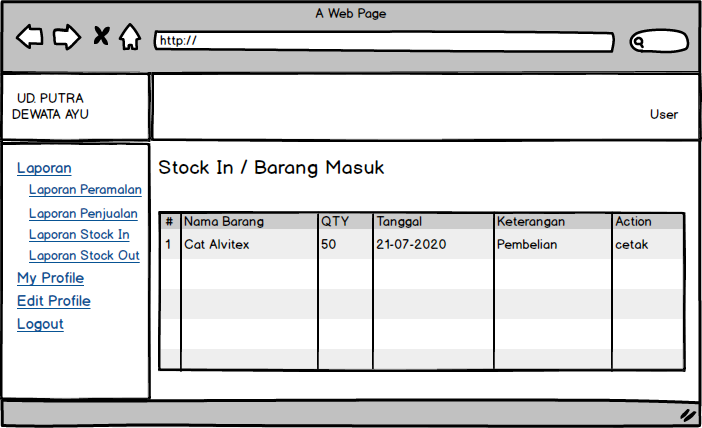 A Web Page
http://
UD. PUTRA
DEWATA AYU
User
Laporan
Laporan Peramalan
Laporan Penjualan
Laporan Stock In
Laporan Stock Out
My Profile
Edit Profile
Logout
Stock In / Barang Masuk
# Nama Barang QTY Tanggal Keterangan Action
1 Cat Alvitex 50 21-07-2020 Pembelian cetak